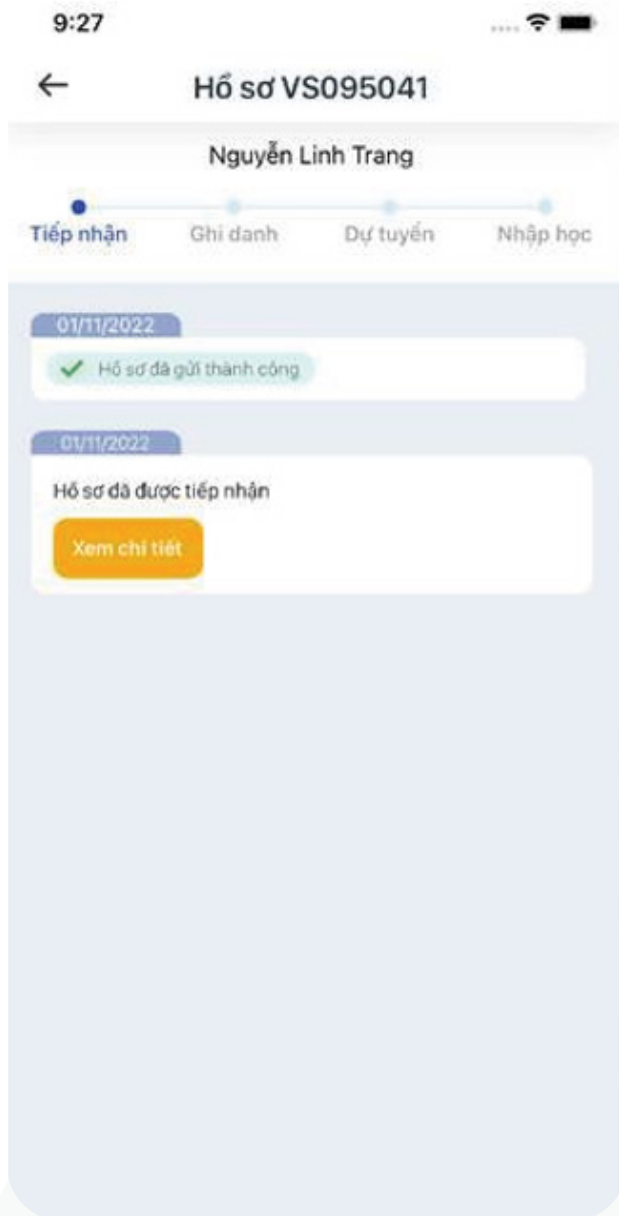 9:27
Hồ sơ VS095041
Nguyễn Linh Trang
Tiếp nhận Ghi danh Dự tuyển Nhập học
01/11/2022
Hồ sơ đã gửi thành công
01/11/2022
Hồ sơ đã được tiếp nhận
Xem chi tiết